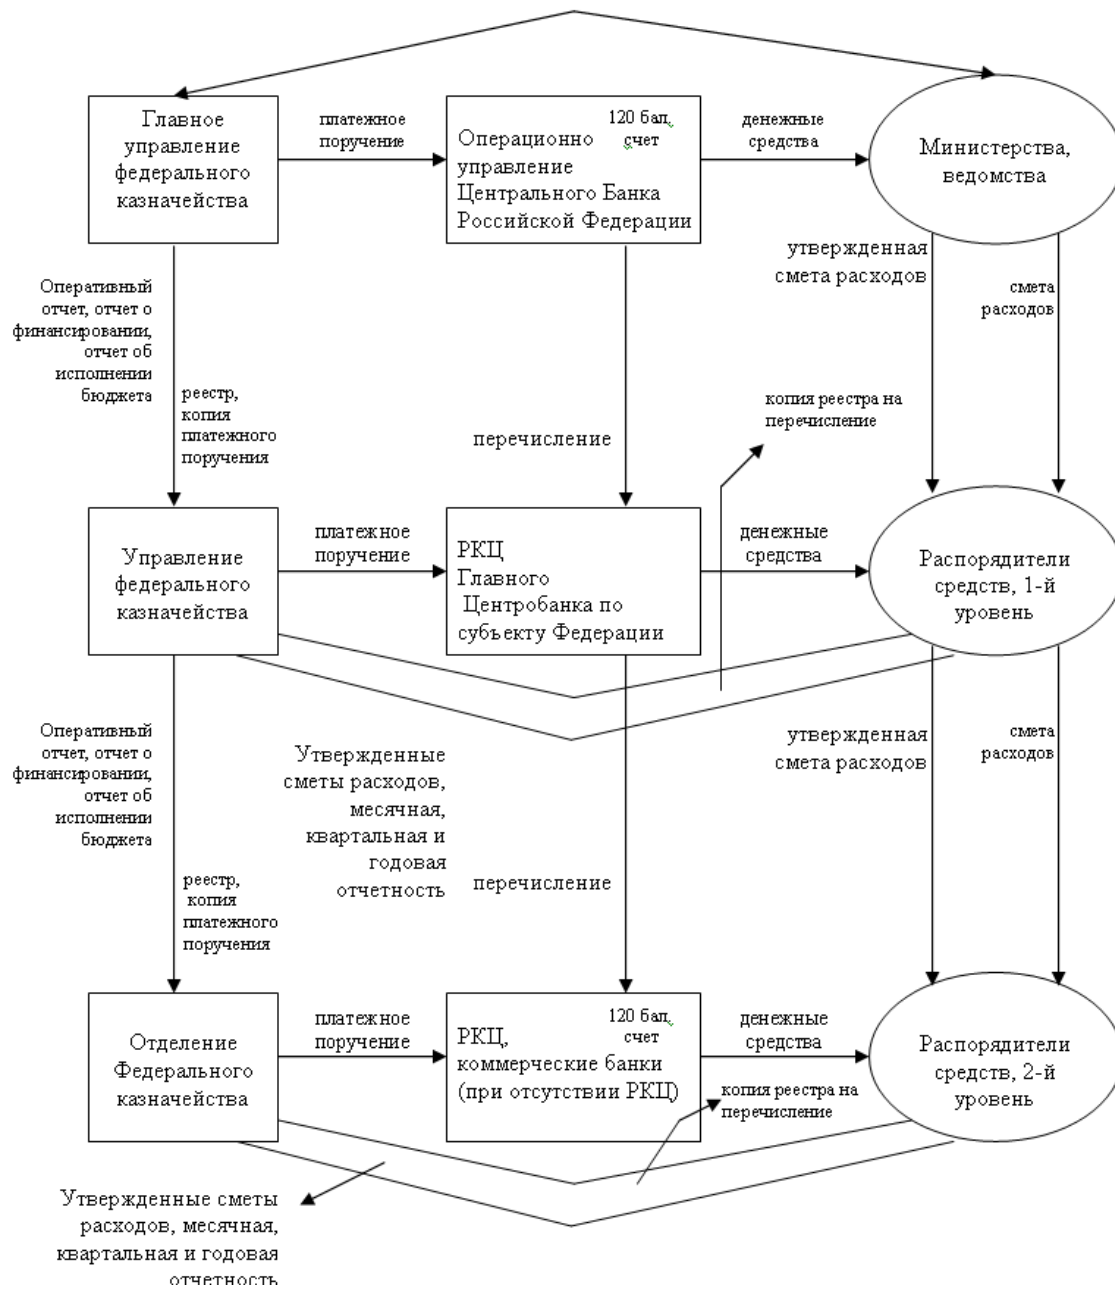 Главное
управление
федерального
казначейства
платежное
поручение
120 бал.
счет
Операционно
управление
Центрального Банка
Российской Федерации
денежные
средства
Министерства,
ведомства
Оперативный
отчет, отчет о
финансировании,
отчет об
исполнении
бюджета
реестр,
копия
платежного
поручения
перечисление
утвержденная
смета расходов
смета
расходов
копия реестра на
перечисление
Управление
федерального
казначейства
платежное
поручение
РКЦ
Главного
Центробанка по
субъекту Федерации
денежные
средства
Распорядители
средств, 1-й
уровень
Оперативный
отчет, отчет о
финансировании,
отчет об
исполнении
бюджета
реестр,
копия
платежного
поручения
Утвержденные
сметы расходов,
месячная,
квартальная и
годовая
отчетность
перечисление
утвержденная
смета расходов
смета
расходов
Отделение
Федерального
казначейства
платежное
поручение
120 бал.
счет
РКЦ,
коммерческие банки
(при отсутствии РКЦ)
денежные
средства
Распорядители
средств, 2-й
уровень
копия реестра на
перечисление
Утвержденные сметы
расходов, месячная,
квартальная и годовая
отчетность